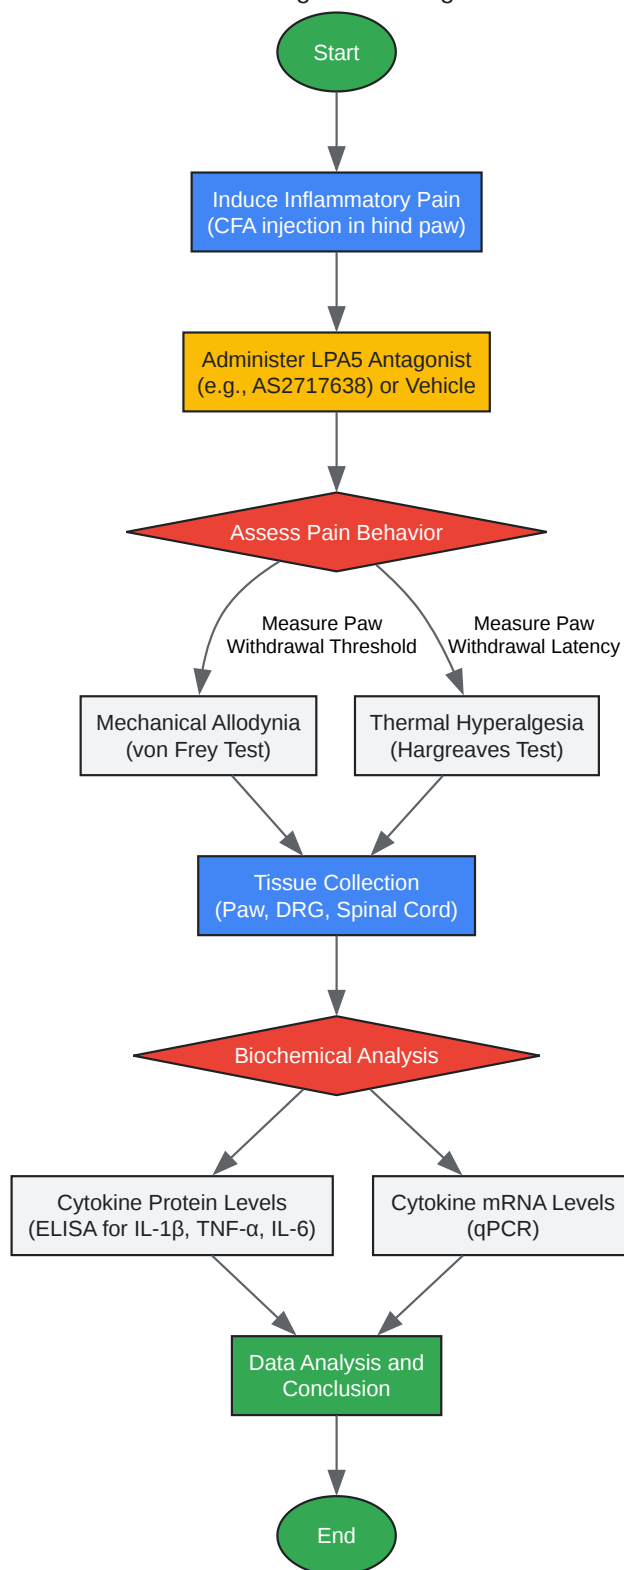 Start
Induce Inflammatory Pain
(CFA injection in hind paw)
Administer LPA5 Antagonist
(e.g., AS2717638) or Vehicle
Assess Pain Behavior
Measure Paw
Withdrawal Threshold
Measure Paw
Withdrawal Latency
Mechanical Allodynia
(von Frey Test)
Thermal Hyperalgesia
(Hargreaves Test)
Tissue Collection
(Paw, DRG, Spinal Cord)
Biochemical Analysis
Cytokine Protein Levels
(ELISA for IL-1β, TNF-α, IL-6)
Cytokine mRNA Levels
(qPCR)
Data Analysis and
Conclusion
End